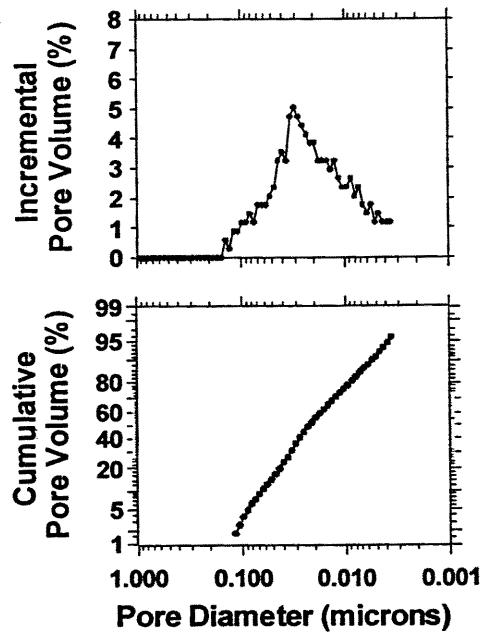 Incremental
Pore Volume (%)
8
7
6
5
4
3
2
1
0
Cumulative
Pore Volume (%)
99
95
80
60
40
20
5
1
1.000 0.100 0.010 0.001
Pore Diameter (microns)